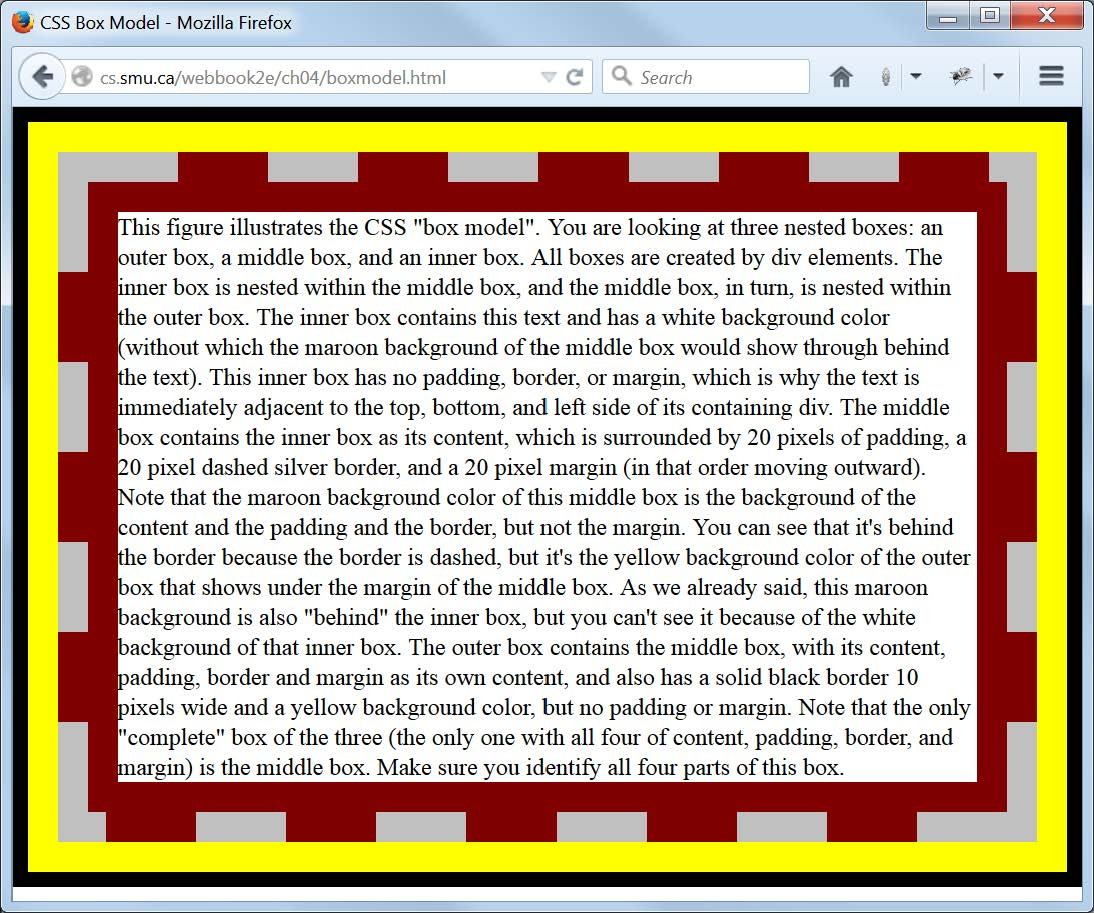 CSS Box Model - Mozilla Firefox
cs.smu.ca/webbook2e/ch04/boxmodel.html
Search
This figure illustrates the CSS "box model". You are looking at three nested boxes: an
outer box, a middle box, and an inner box. All boxes are created by div elements. The
inner box is nested within the middle box, and the middle box, in turn, is nested within
the outer box. The inner box contains this text and has a white background color
(without which the maroon background of the middle box would show through behind
the text). This inner box has no padding, border, or margin, which is why the text is
immediately adjacent to the top, bottom, and left side of its containing div. The middle
box contains the inner box as its content, which is surrounded by 20 pixels of padding, a
20 pixel dashed silver border, and a 20 pixel margin (in that order moving outward).
Note that the maroon background color of this middle box is the background of the
content and the padding and the border, but not the margin. You can see that it's behind
the border because the border is dashed, but it's the yellow background color of the outer
box that shows under the margin of the middle box. As we already said, this maroon
background is also "behind" the inner box, but you can't see it because of the white
background of that inner box. The outer box contains the middle box, with its content,
padding, border and margin as its own content, and also has a solid black border 10
pixels wide and a yellow background color, but no padding or margin. Note that the only
"complete" box of the three (the only one with all four of content, padding, border, and
margin) is the middle box. Make sure you identify all four parts of this box.